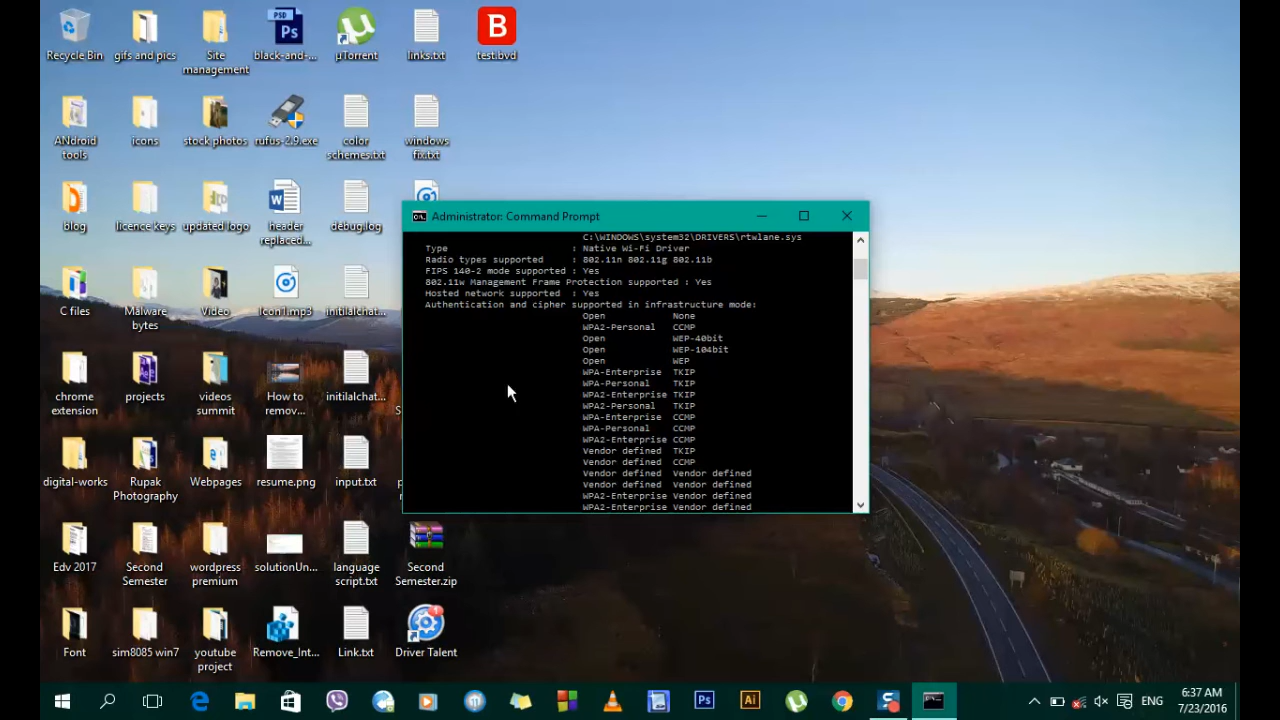 Recycle Bin
gifs and pics
Site
management
PSD
Ps
black-and-...
µTorrent
links.txt
B
test.bvd
ANdroid
tools
icons
stock photos
rufus-2.9.exe
color
schemes.txt
windows
fix.txt
blog
licence keys
updated logo
header
replaced...
debug.log
C files
Malware
bytes
Video
Icon1.mp3
initilalchat...
chrome
extension
projects
videos
summit
How to
remov...
initilalchat...
digital-works
Rupak
Photography
Webpages
resume.png
input.txt
Edv 2017
Second
Semester
wordpress
premium
solutionUn...
language
script.txt
Second
Semester.zip
Font
sim8085 win7
youtube
project
Remove_Int...
Link.txt
1
Driver Talent
Administrator: Command Prompt
C:\WINDOWS\system32\DRIVERS\rtwlane.sys
Type : Native Wi-Fi Driver
Radio types supported : 802.11n 802.11g 802.11b
FIPS 140-2 mode supported : Yes
802.11w Management Frame Protection supported : Yes
Hosted network supported : Yes
Authentication and cipher supported in infrastructure mode:
Open None
WPA2-Personal CCMP
Open WEP-40bit
Open WEP-104bit
Open WEP
WPA-Enterprise TKIP
WPA-Personal TKIP
WPA2-Enterprise TKIP
WPA2-Personal TKIP
WPA-Enterprise CCMP
WPA-Personal CCMP
WPA2-Enterprise CCMP
Vendor defined TKIP
Vendor defined CCMP
Vendor defined Vendor defined
Vendor defined Vendor defined
WPA2-Enterprise Vendor defined
WPA2-Enterprise Vendor defined
Ps
Ai
ENG
6:37 AM
7/23/2016